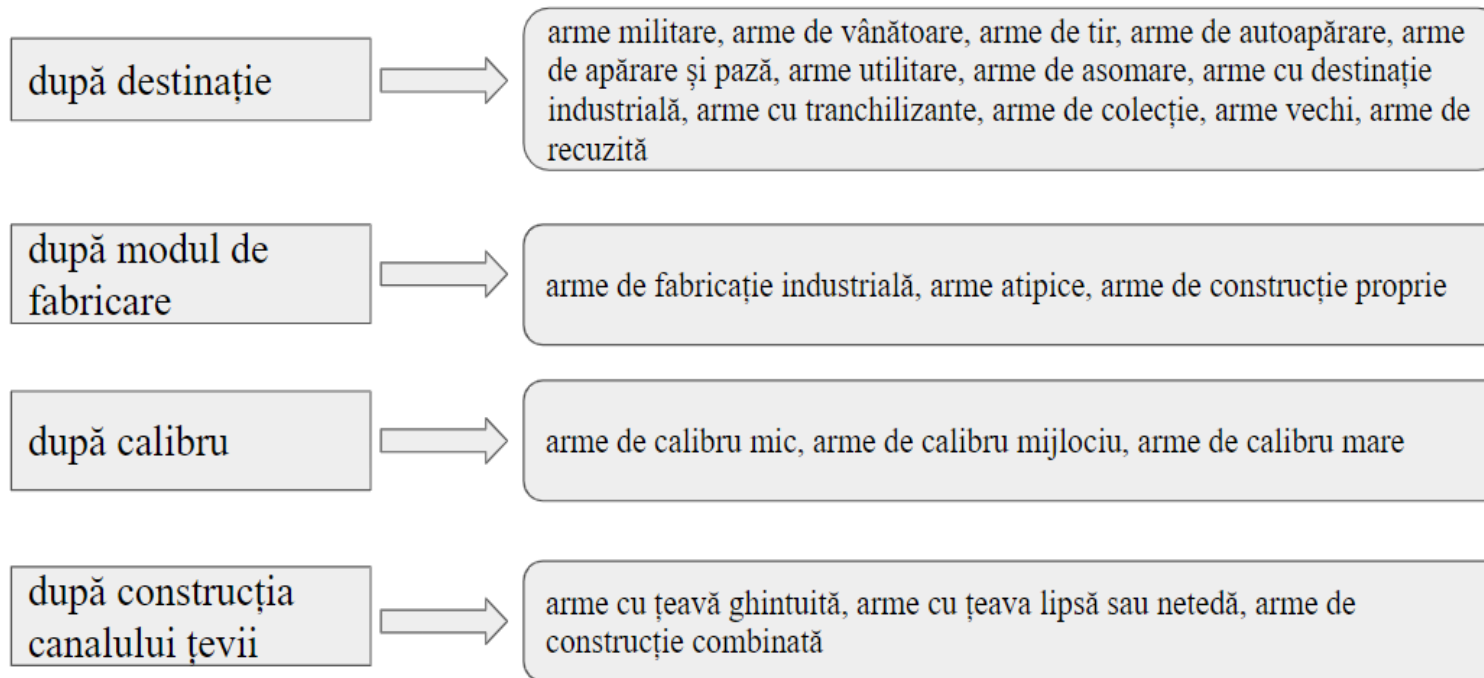 după destinație
arme militare, arme de vânătoare, arme de tir, arme de autoapărare, arme
de apărare și pază, arme utilitare, arme de asomare, arme cu destinație
industrială, arme cu tranchilizante, arme de colecție, arme vechi, arme de
recuzită
după modul de
fabricare
arme de fabricație industrială, arme atipice, arme de construcție proprie
după calibru
arme de calibru mic, arme de calibru mijlociu, arme de calibru mare
după construcția
canalului țevii
arme cu țeavă ghintuită, arme cu țeava lipsă sau netedă, arme de
construcție combinată